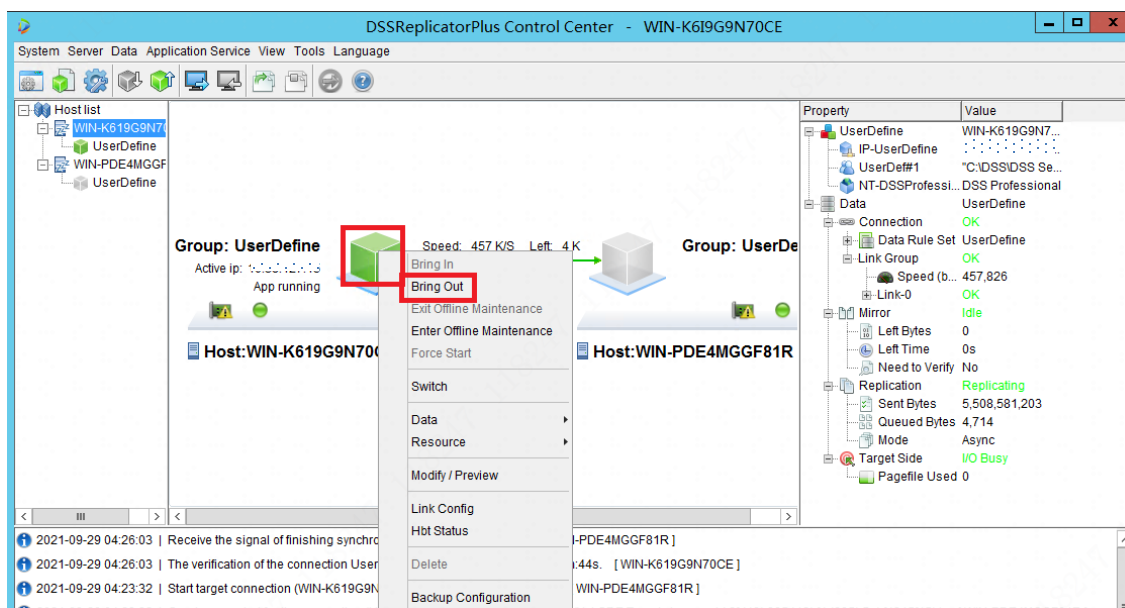 DSSReplicatorPlus Control Center - WIN-K6I9G9N70CE
System Server Data Application Service View Tools Language
Host list
WIN-K619G9N70
UserDefine
WIN-PDE4MGGF
UserDefine
Group: UserDefine
Active ip:
App running
Host:WIN-K619G9N70
Speed: 457 K/S Left: 4 K
Group: UserDe
Host:WIN-PDE4MGGF81R
Bring In
Bring Out
Exit Offline Maintenance
Enter Offline Maintenance
Force Start
Switch
Data
Resource
Modify / Preview
Link Config
Hbt Status
Delete
Backup Configuration
Property Value
UserDefine WIN-K619G9N7...
IP-UserDefine
UserDef#1 "C:\DSS\DSS Se...
NT-DSSProfessi... DSS Professional
Data UserDefine
Connection OK
Data Rule Set UserDefine
Link Group OK
Speed (b... 457,826
Link-0 OK
Mirror Idle
Left Bytes 0
Left Time 0s
Need to Verify No
Replication Replicating
Sent Bytes 5,508,581,203
Queued Bytes 4,714
Mode Async
Target Side I/O Busy
Pagefile Used 0
2021-09-29 04:26:03 | Receive the signal of finishing synchro I-PDE4MGGF81R ]
2021-09-29 04:26:03 | The verification of the connection User :44s. [ WIN-K619G9N70CE ]
2021-09-29 04:23:32 | Start target connection (WIN-K619G9N WIN-PDE4MGGF81R ]